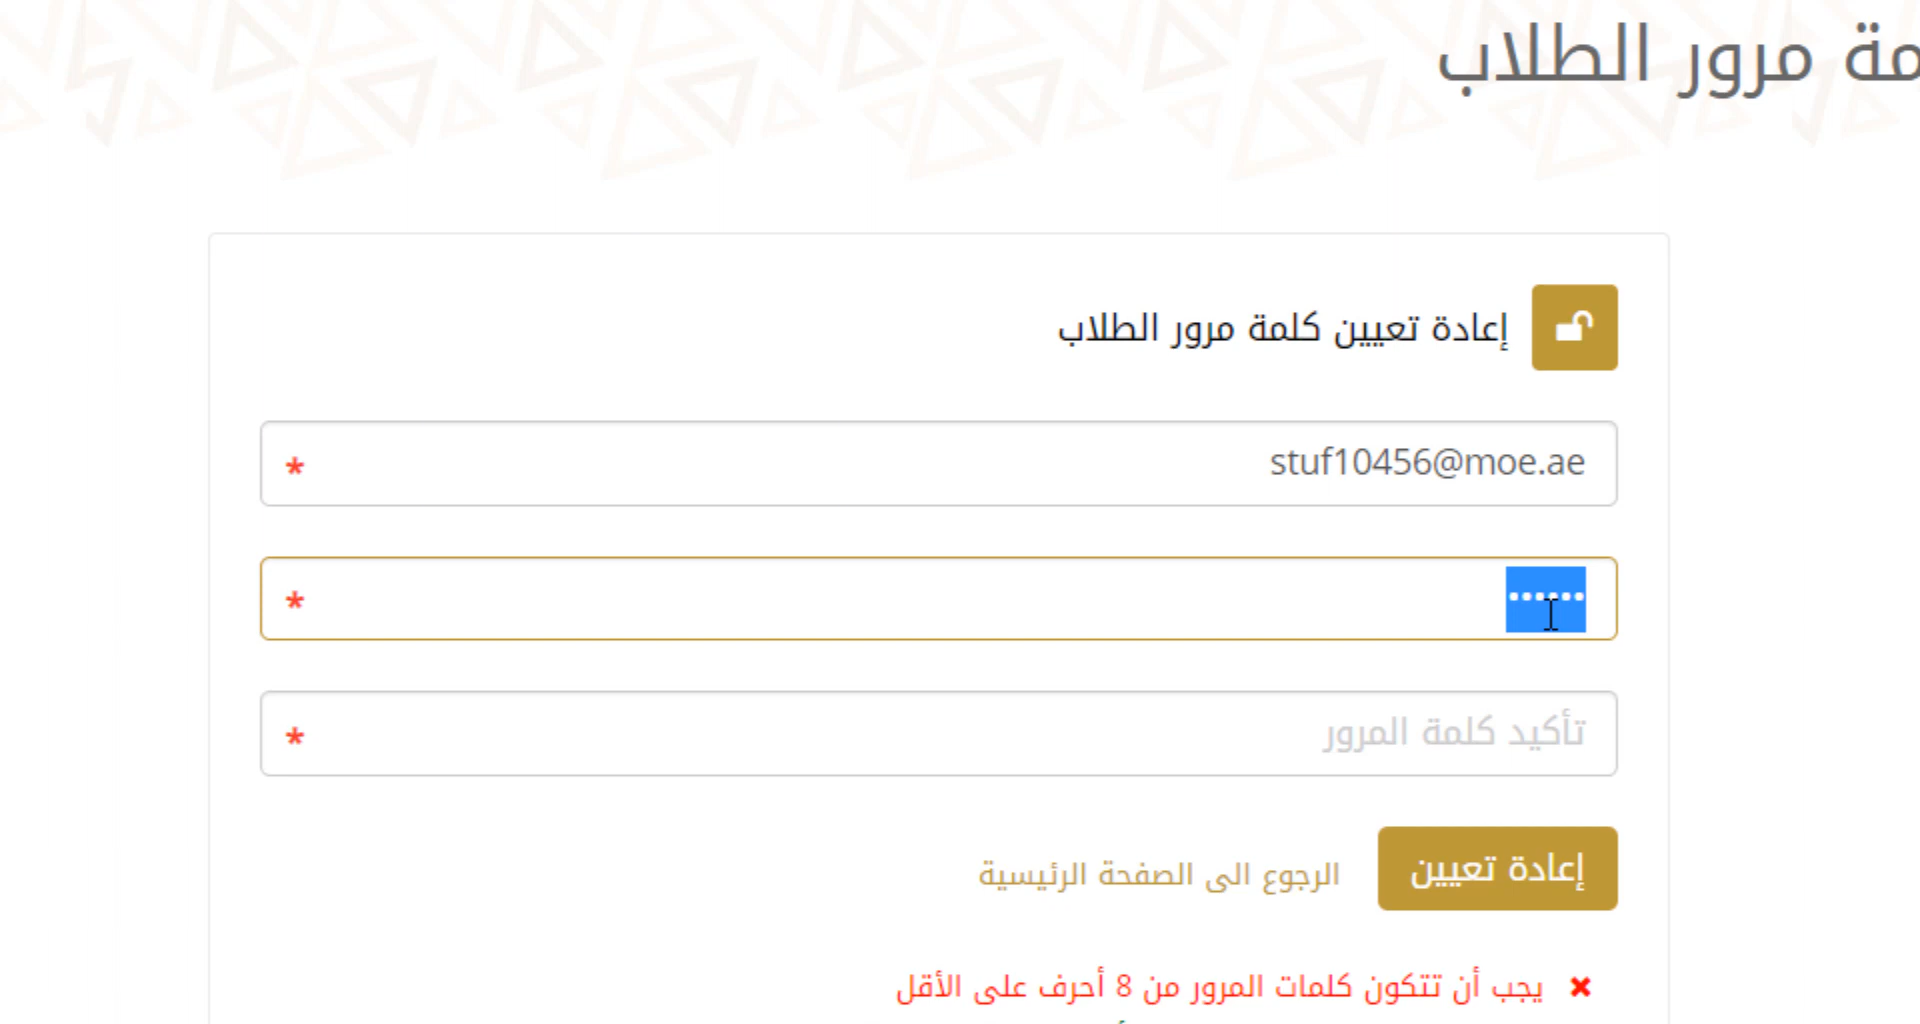 مرور الطلاب
إعادة تعيين كلمة مرور الطلاب
stuf10456@moe.ae
*
•••••••
*
تأكيد كلمة المرور
*
إعادة تعيين
الرجوع الى الصفحة الرئيسية
✖ يجب أن تتكون كلمات المرور من 8 أحرف على الأقل